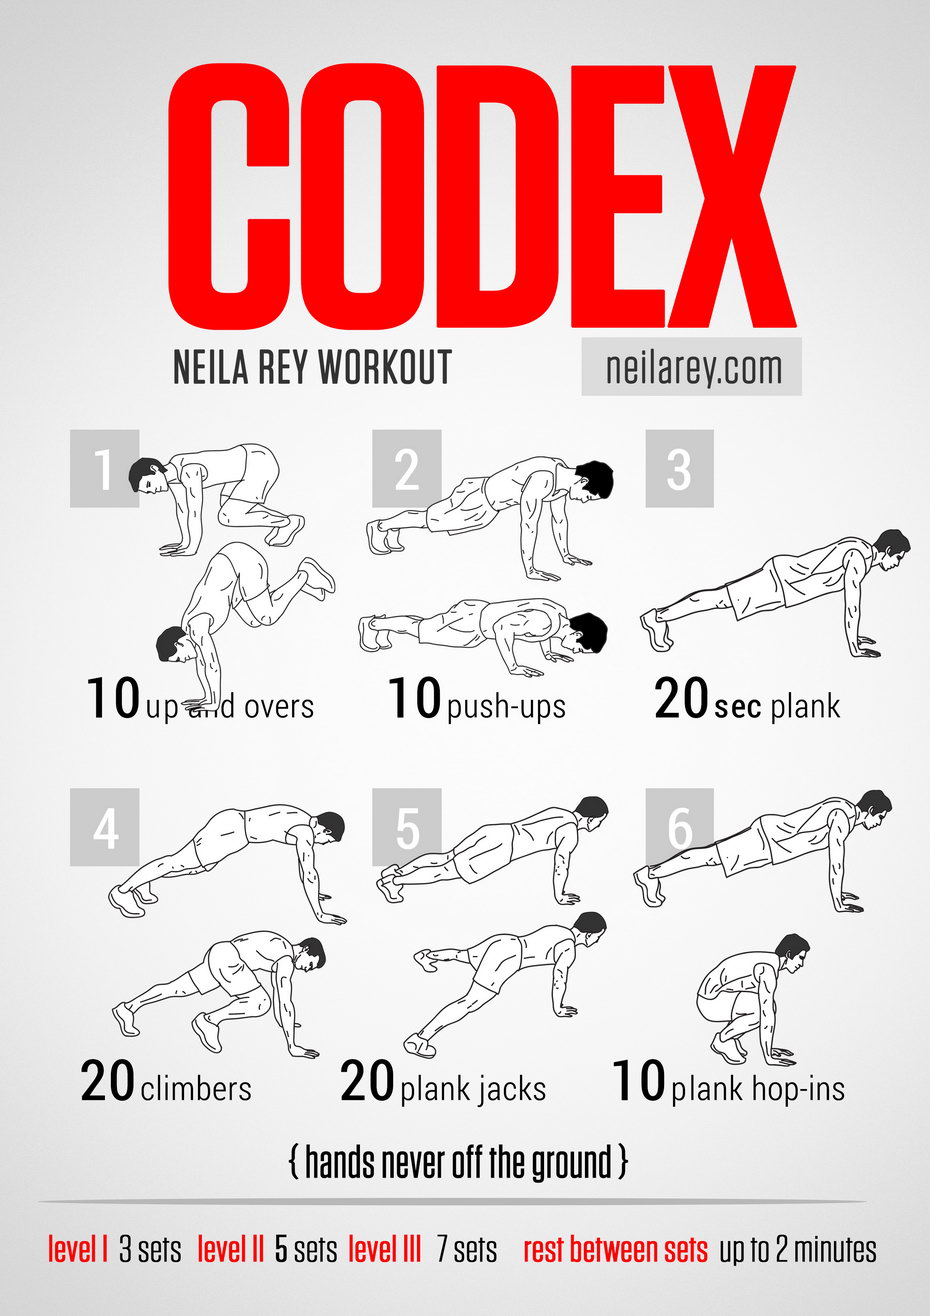 CODEX
NEILA REY WORKOUT
neilarey.com
1
2
3
10 up and overs
10 push-ups
20 sec plank
4
5
6
20 climbers
20 plank jacks
10 plank hop-ins
{ hands never off the ground }
level I 3 sets level II 5 sets level III 7 sets rest between sets up to 2 minutes